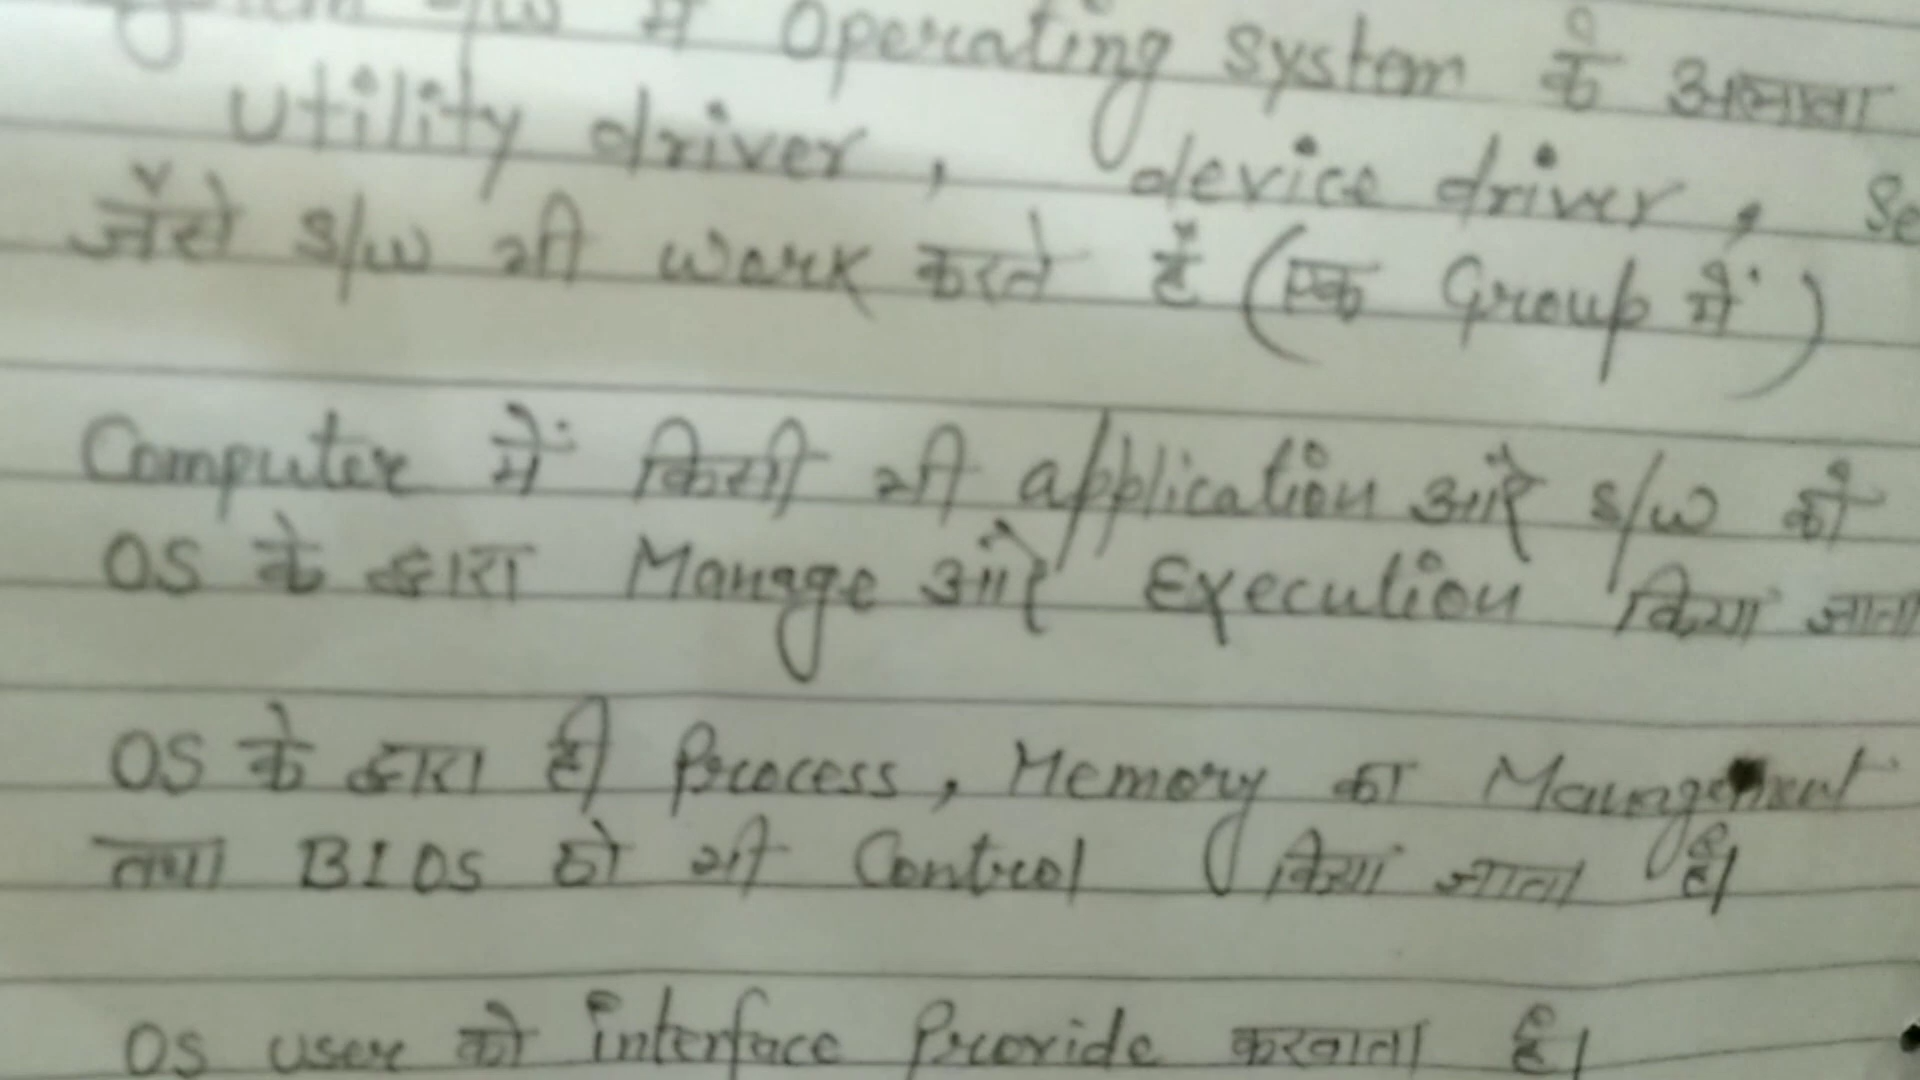 s/w में Operating system के अलावा
utility driver, device driver,
जैसे s/w भी work करते हैं (एक Group में)
Computer में किसी भी application और s/w को
OS के द्वारा Manage और Execution किया जाता
OS के द्वारा ही Process, Memory का Management
तथा BIOS को भी Control किया जाता है।
OS user को interface Provide करवाता है।